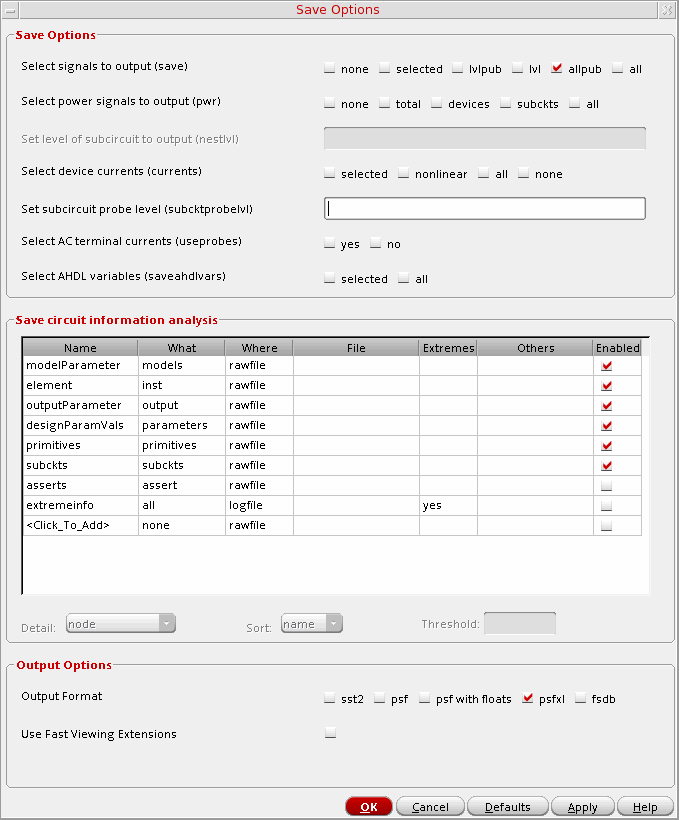 Save Options
Save Options
Select signals to output (save) none selected lvlpub lvl allpub all
Select power signals to output (pwr) none total devices subckts all
Set level of subcircuit to output (nestlvl)
Select device currents (currents) selected nonlinear all none
Set subcircuit probe level (subcktprobelvl)
Select AC terminal currents (useprobes) yes no
Select AHDL variables (saveahdlvars) selected all
Save circuit information analysis
Name What Where File Extremes Others Enabled
modelParameter models rawfile
element inst rawfile
outputParameter output rawfile
designParamVals parameters rawfile
primitives primitives rawfile
subckts subckts rawfile
asserts assert rawfile
extremeinfo all logfile yes
<Click_To_Add> none rawfile
Detail: node Sort: name Threshold:
Output Options
Output Format sst2 psf psf with floats psfxl fsdb
Use Fast Viewing Extensions
OK Cancel Defaults Apply Help